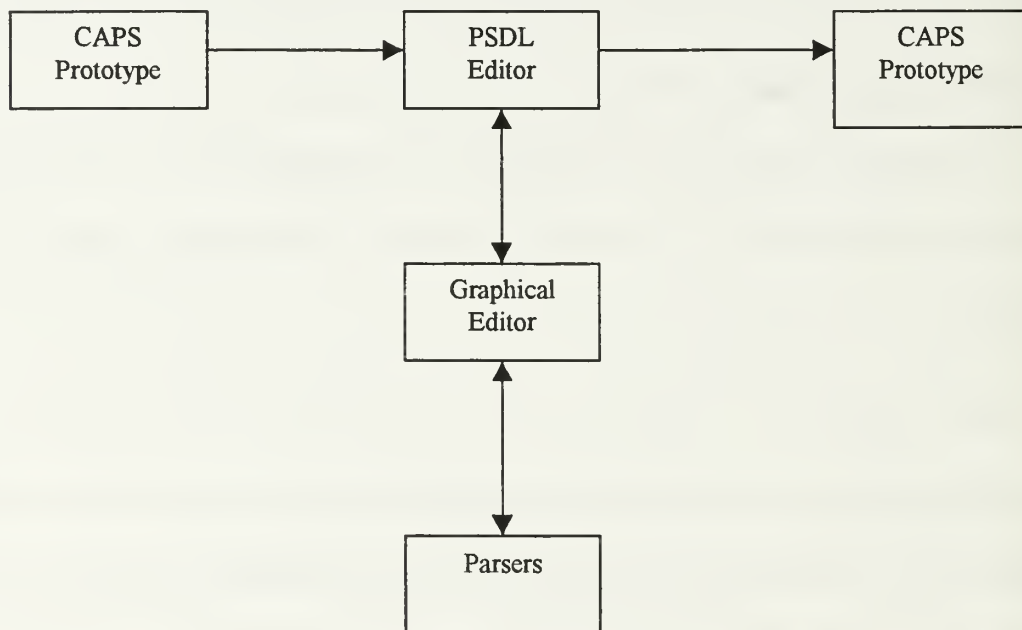 CAPS
Prototype
PSDL
Editor
CAPS
Prototype
Graphical
Editor
Parsers